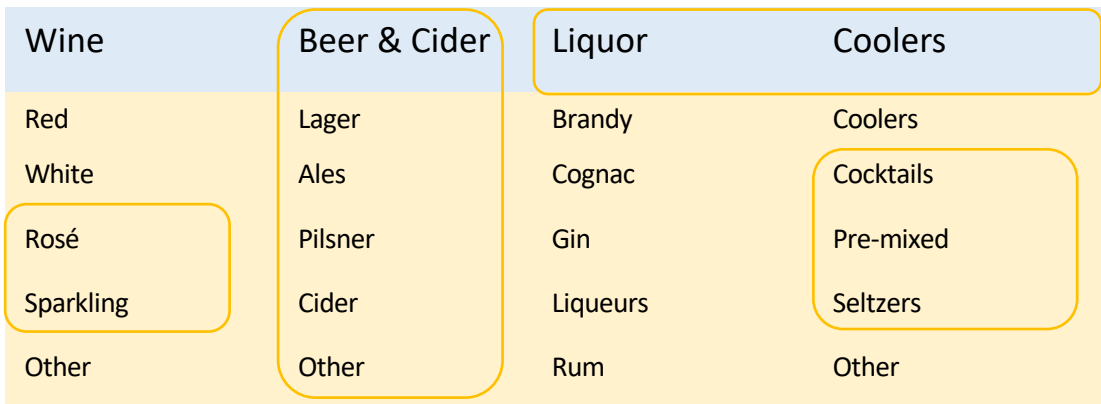 Wine Beer & Cider Liquor Coolers
Red Lager Brandy Coolers
White Ales Cognac Cocktails
Rosé Pilsner Gin Pre-mixed
Sparkling Cider Liqueurs Seltzers
Other Other Rum Other